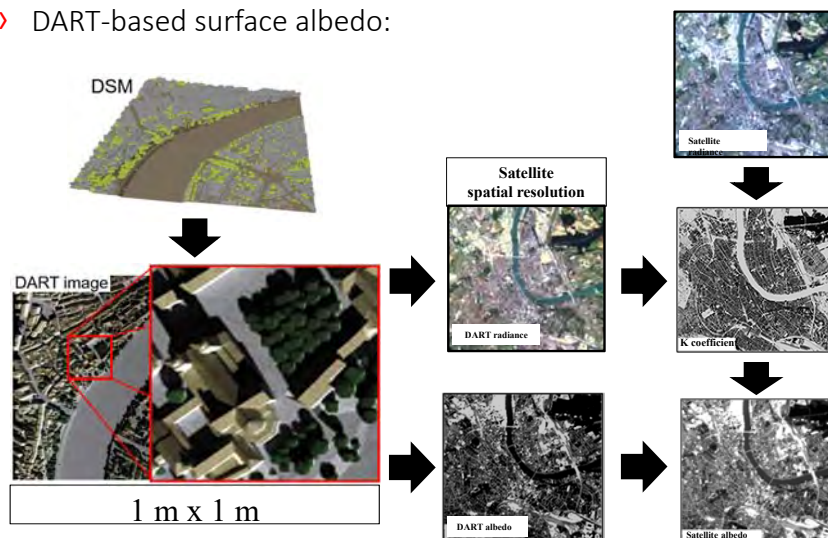 DART-based surface albedo:
DSM
Satellite
radiance
Satellite
spatial resolution
DART image
DART radiance
K coefficient
1 m x 1 m
DART albedo
Satellite albedo